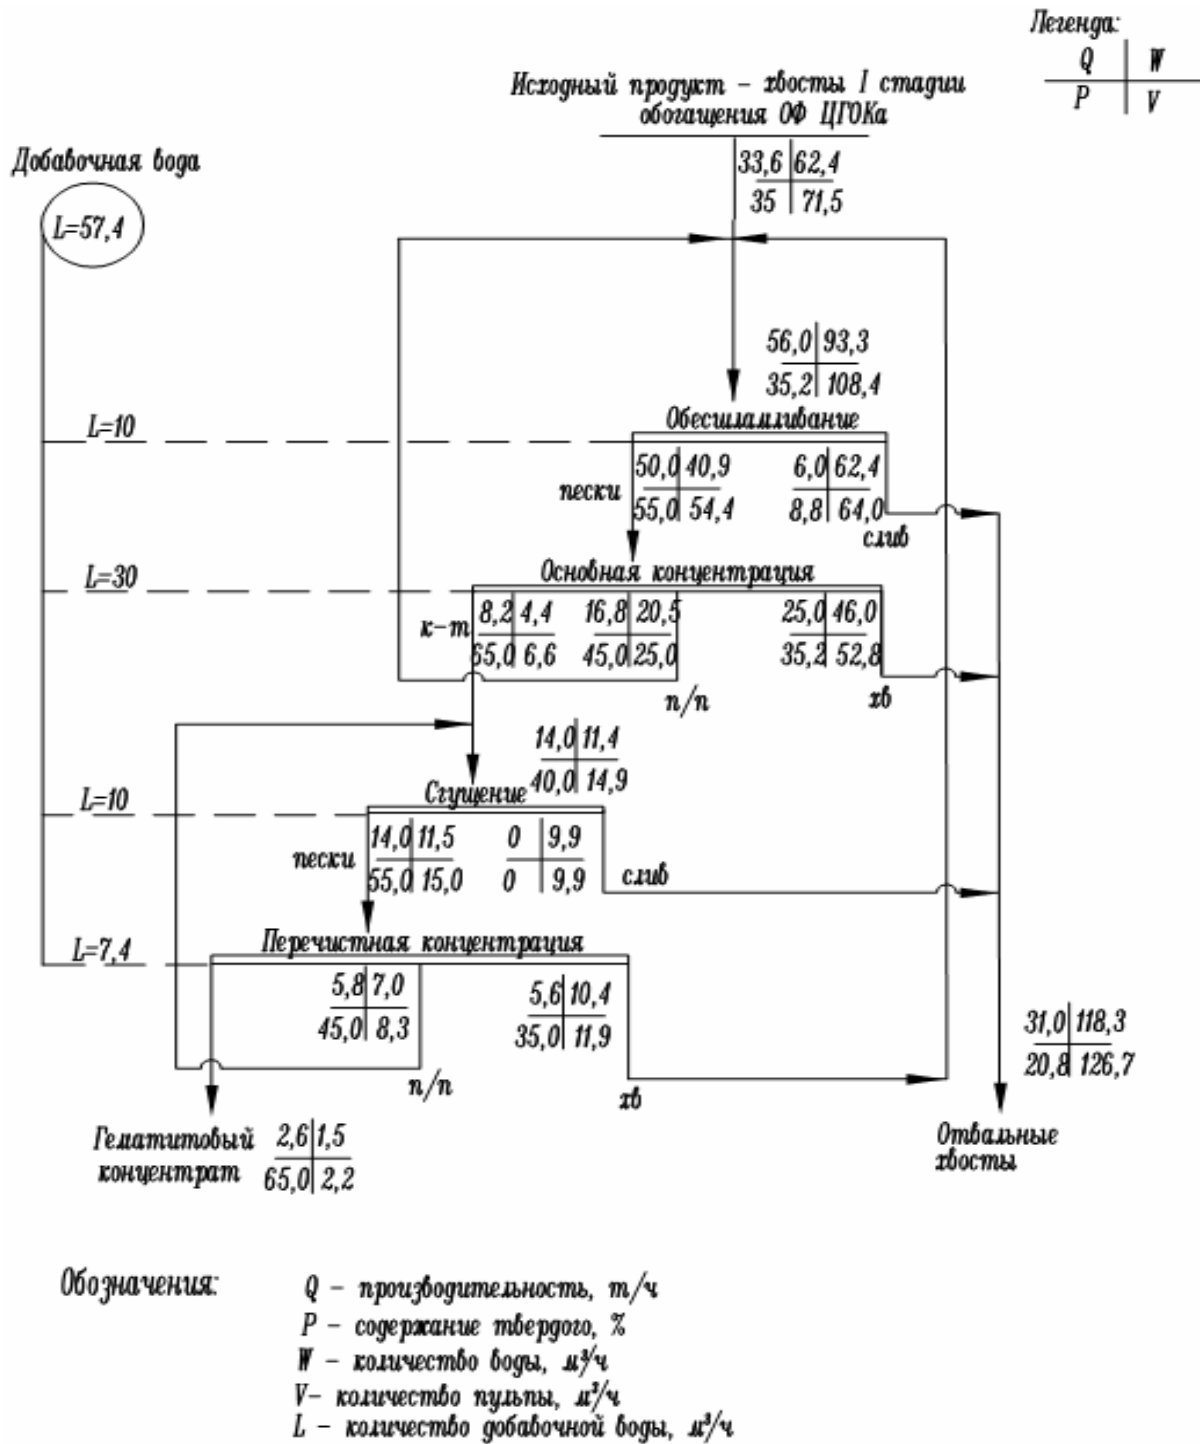 Легенда:
Q W
P V
Исходный продукт – хвосты I стадии
обогащения ОФ ЦГОКа
33,6 62,4
35 71,5
Добавочная вода
L=57,4
56,0 93,3
35,2 108,4
Обесшламливание
L=10
50,0 40,9
55,0 54,4
пески
6,0 62,4
8,8 64,0
слив
Основная концентрация
L=30
к-т
8,2 4,4
65,0 6,6
16,8 20,5
45,0 25,0
п/п
25,0 46,0
35,2 52,8
хв
14,0 11,4
40,0 14,9
Сгущение
L=10
14,0 11,5
55,0 15,0
пески
0 9,9
0 9,9
слив
Перечистная концентрация
L=7,4
5,8 7,0
45,0 8,3
п/п
5,6 10,4
35,0 11,9
хв
31,0 118,3
20,8 126,7
Гематитовый
концентрат
2,6 1,5
65,0 2,2
Отвальные
хвосты
Обозначения:
Q – производительность, т/ч
P – содержание твердого, %
W – количество воды, м³/ч
V– количество пульпы, м³/ч
L – количество добавочной воды, м³/ч